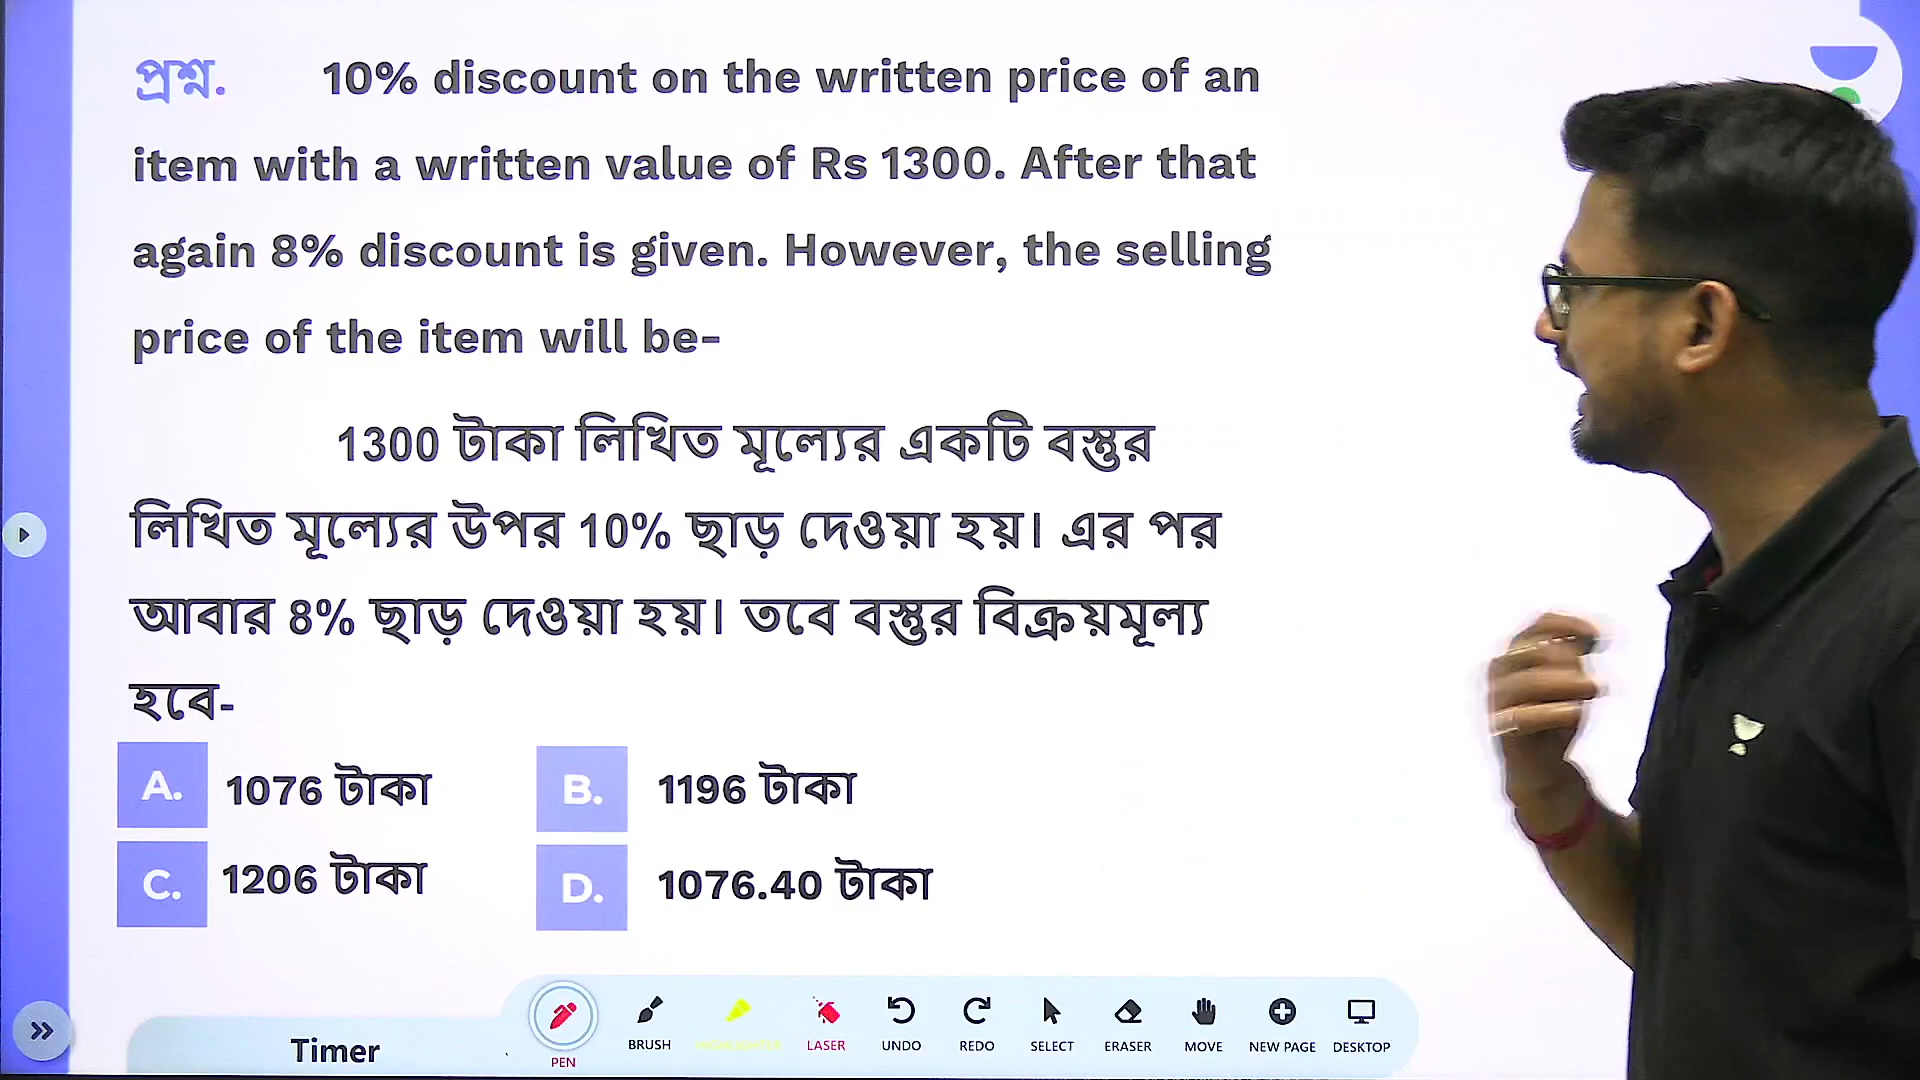 প্রশ্ন. 10% discount on the written price of an
item with a written value of Rs 1300. After that
again 8% discount is given. However, the selling
price of the item will be-
1300 টাকা লিখিত মূল্যের একটি বস্তুর
লিখিত মূল্যের উপর 10% ছাড় দেওয়া হয়। এর পর
আবার 8% ছাড় দেওয়া হয়। তবে বস্তুর বিক্রয়মূল্য
হবে-
A. 1076 টাকা B. 1196 টাকা
C. 1206 টাকা D. 1076.40 টাকা
Timer
PEN BRUSH HIGHLIGHTER LASER UNDO REDO SELECT ERASER MOVE NEW PAGE DESKTOP